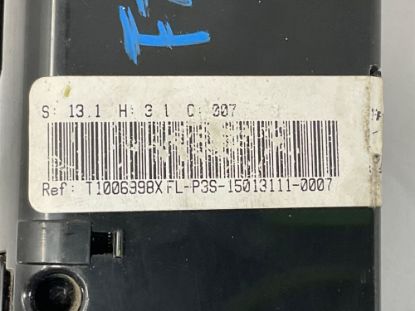 S: 13.1 H: 3 1 C: 007
Ref: T1006398X FL-P3S-15013111-0007